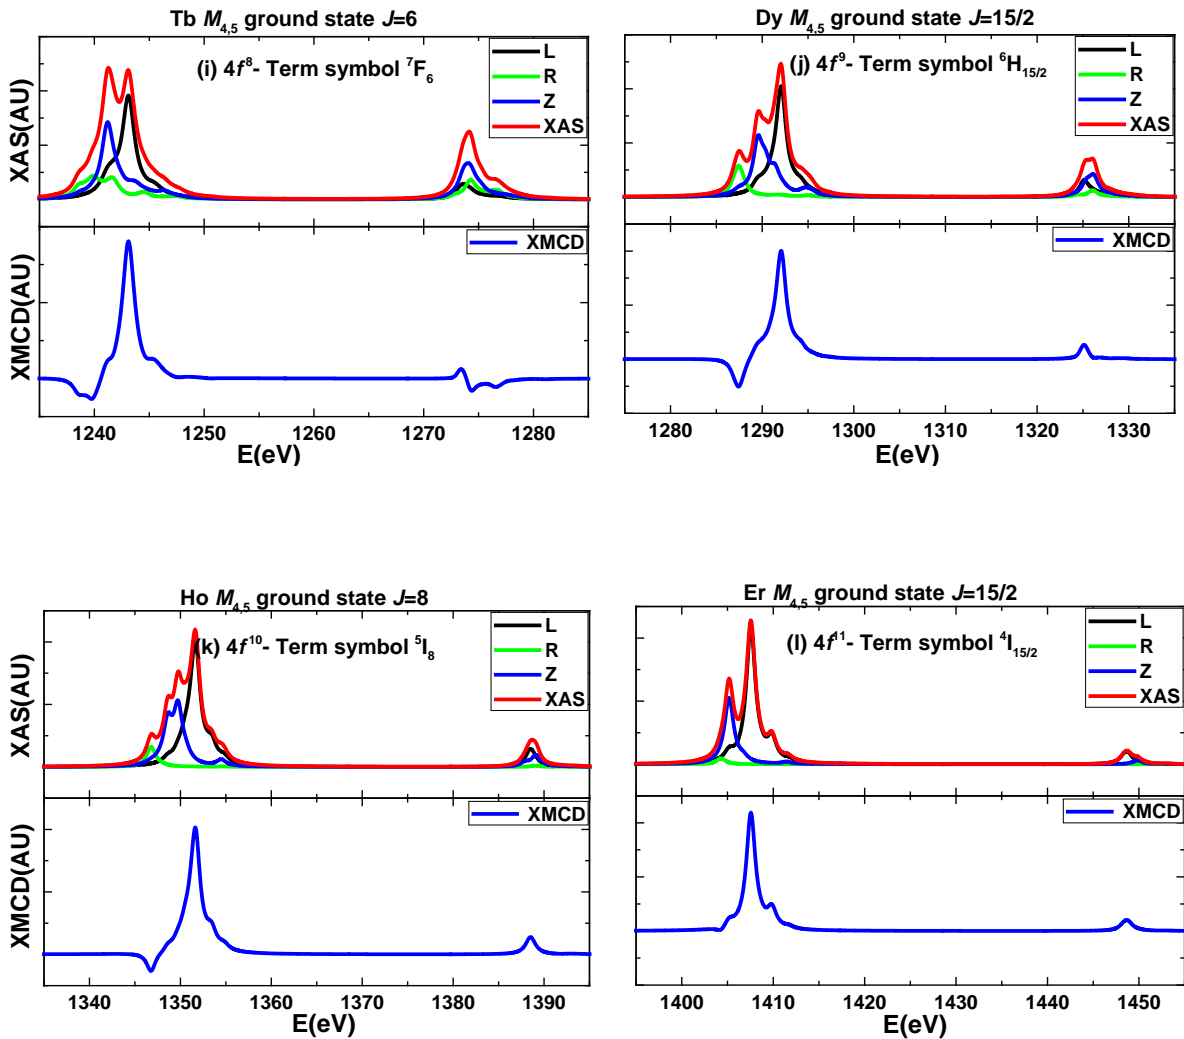 Tb M4,5 ground state J=6
(i) 4f⁸- Term symbol ⁷F₆
L
R
Z
XAS
XAS(AU)
XMCD
XMCD(AU)
1240 1250 1260 1270 1280
E(eV)
Dy M4,5 ground state J=15/2
(j) 4f⁹- Term symbol ⁶H15/2
L
R
Z
XAS
XMCD
1280 1290 1300 1310 1320 1330
E(eV)
Ho M4,5 ground state J=8
(k) 4f¹⁰- Term symbol ⁵I₈
L
R
Z
XAS
XAS(AU)
XMCD
XMCD(AU)
1340 1350 1360 1370 1380 1390
E(eV)
Er M4,5 ground state J=15/2
(l) 4f¹¹- Term symbol ⁴I15/2
L
R
Z
XAS
XMCD
1400 1410 1420 1430 1440 1450
E(eV)